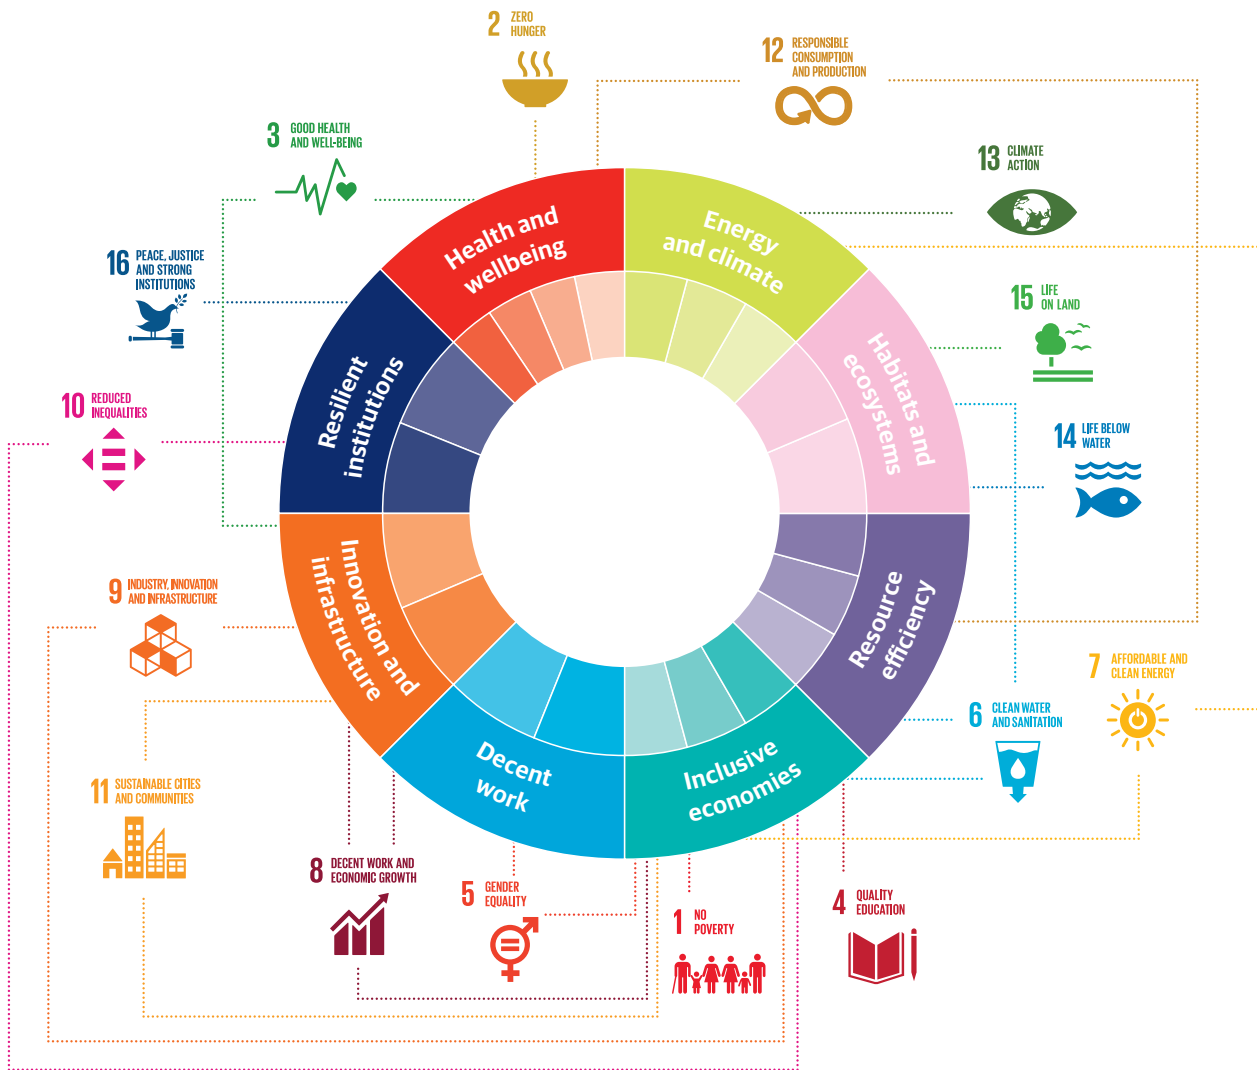 2 ZERO
HUNGER
12 RESPONSIBLE
CONSUMPTION
AND PRODUCTION
3 GOOD HEALTH
AND WELL-BEING
13 CLIMATE
ACTION
Health and
wellbeing
Energy
and climate
16 PEACE, JUSTICE
AND STRONG
INSTITUTIONS
15 LIFE
ON LAND
Resilient
institutions
Habitats and
ecosystems
10 REDUCED
INEQUALITIES
14 LIFE BELOW
WATER
9 INDUSTRY, INNOVATION
AND INFRASTRUCTURE
Innovation and
infrastructure
Resource
efficiency
7 AFFORDABLE AND
CLEAN ENERGY
6 CLEAN WATER
AND SANITATION
Decent
work
Inclusive
economies
11 SUSTAINABLE CITIES
AND COMMUNITIES
8 DECENT WORK AND
ECONOMIC GROWTH
5 GENDER
EQUALITY
1 NO
POVERTY
4 QUALITY
EDUCATION